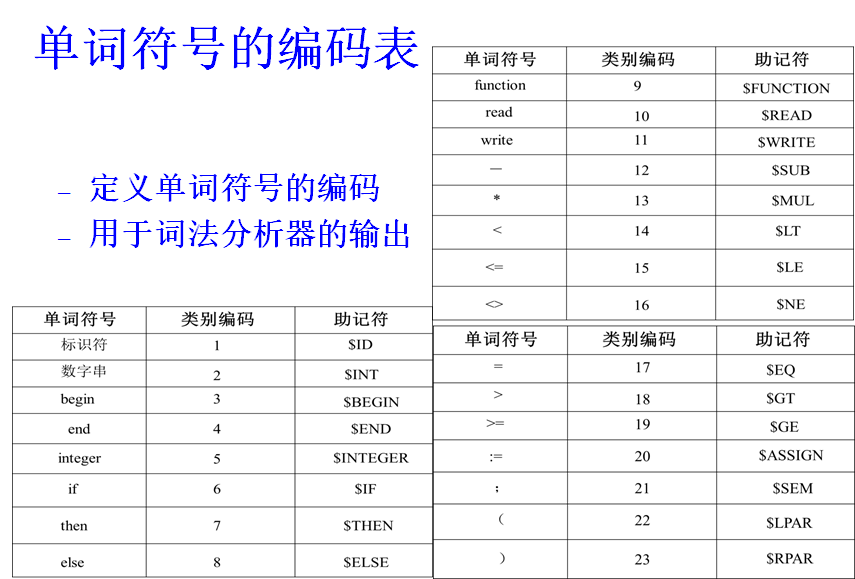 单词符号的编码表
– 定义单词符号的编码
– 用于词法分析器的输出
单词符号 类别编码 助记符
标识符 1 $ID
数字串 2 $INT
begin 3 $BEGIN
end 4 $END
integer 5 $INTEGER
if 6 $IF
then 7 $THEN
else 8 $ELSE
单词符号 类别编码 助记符
function 9 $FUNCTION
read 10 $READ
write 11 $WRITE
－ 12 $SUB
* 13 $MUL
< 14 $LT
<= 15 $LE
<> 16 $NE
单词符号 类别编码 助记符
= 17 $EQ
> 18 $GT
>= 19 $GE
:= 20 $ASSIGN
； 21 $SEM
（ 22 $LPAR
） 23 $RPAR